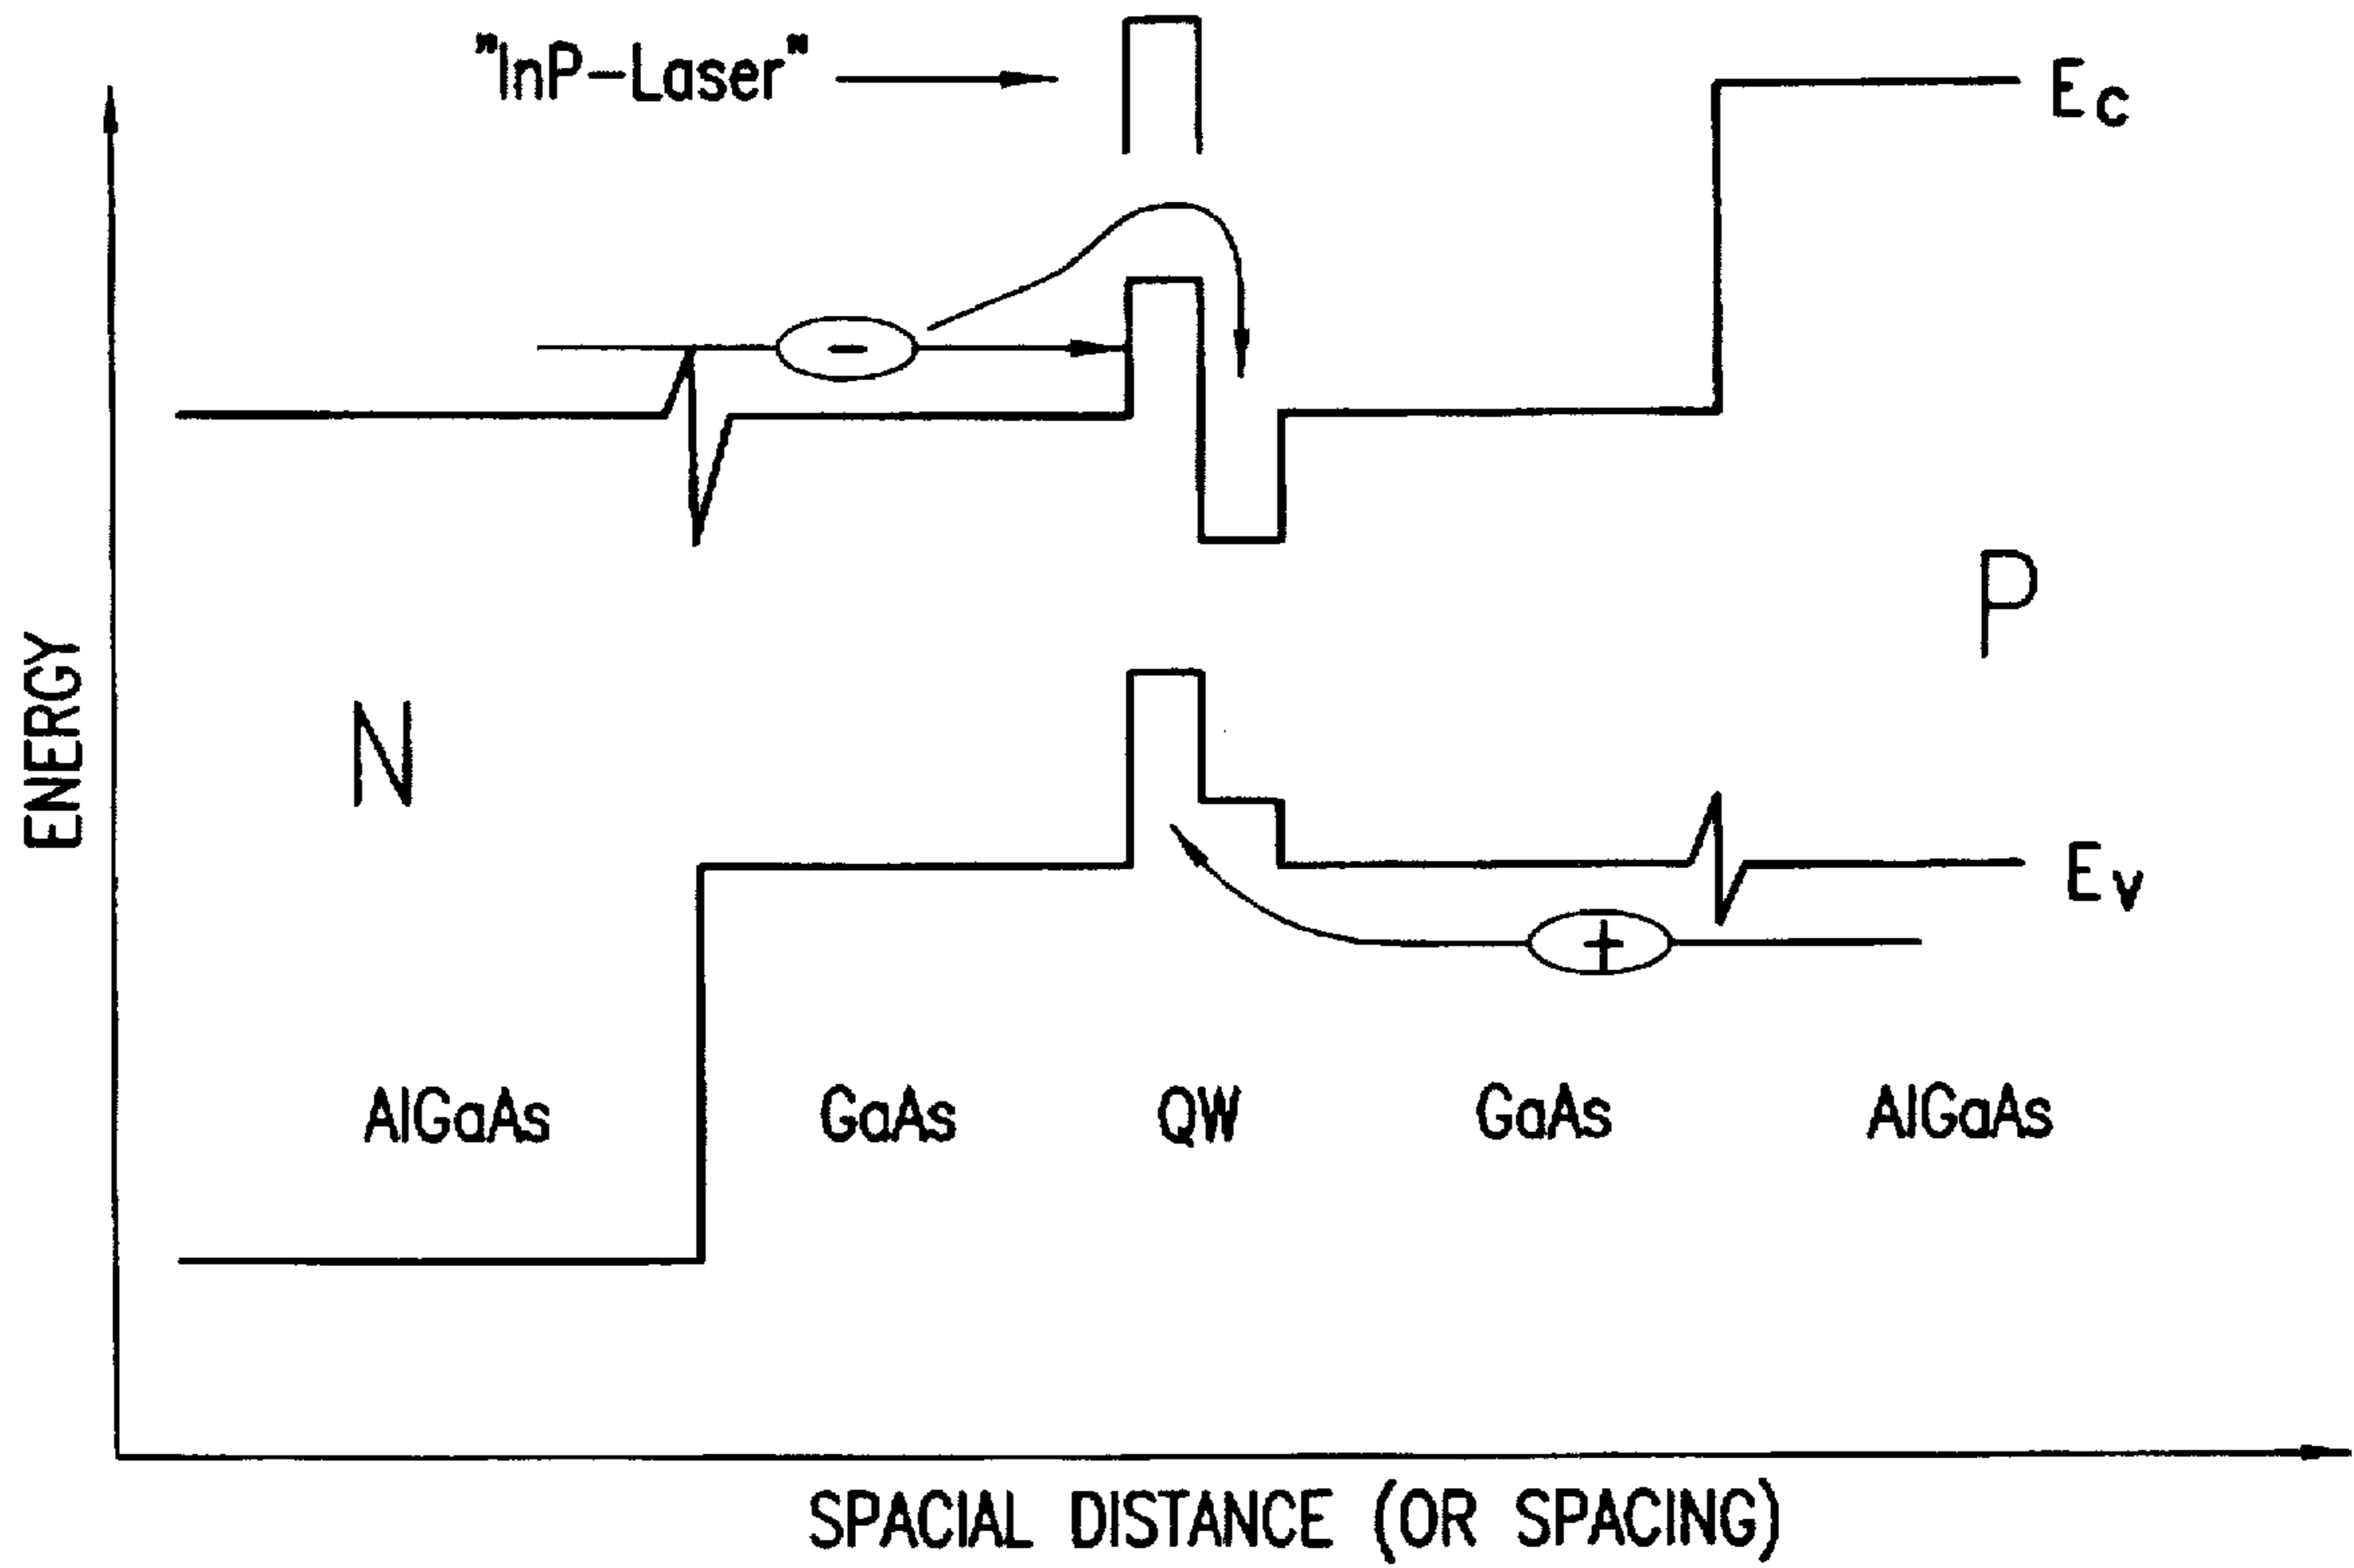 "InP-Laser"
Ec
-
P
ENERGY
N
Ev
+
AlGaAs
GaAs
QW
GaAs
AlGaAs
SPACIAL DISTANCE (OR SPACING)